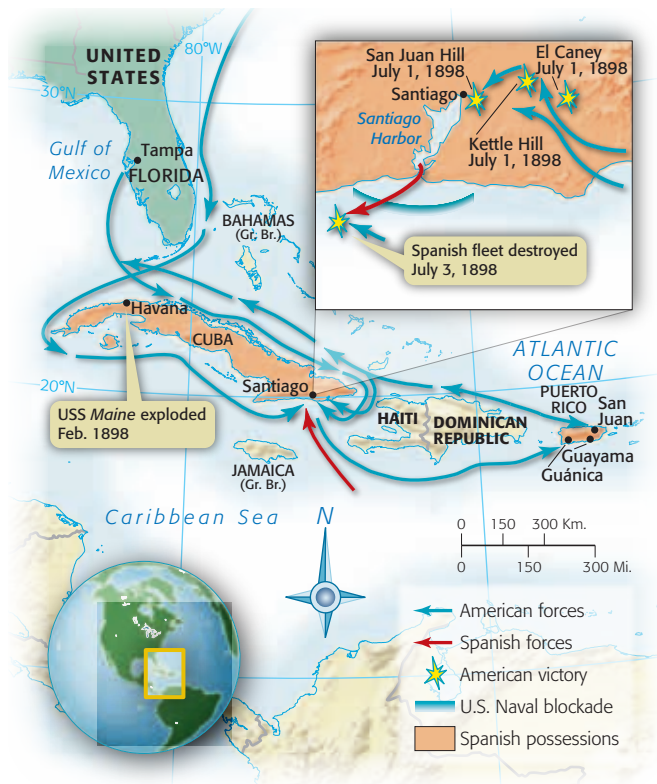 UNITED
STATES
80°W
30°N
Gulf of
Mexico
Tampa
FLORIDA
BAHAMAS
(Gr. Br.)
San Juan Hill
July 1, 1898
El Caney
July 1, 1898
Santiago
Santiago
Harbor
Kettle Hill
July 1, 1898
Spanish fleet destroyed
July 3, 1898
Havana
CUBA
ATLANTIC
OCEAN
20°N
Santiago
USS Maine exploded
Feb. 1898
HAITI
DOMINICAN
REPUBLIC
PUERTO
RICO
San
Juan
Guayama
Guánica
JAMAICA
(Gr. Br.)
Caribbean Sea
N
0 150 300 Km.
0 150 300 Mi.
American forces
Spanish forces
American victory
U.S. Naval blockade
Spanish possessions